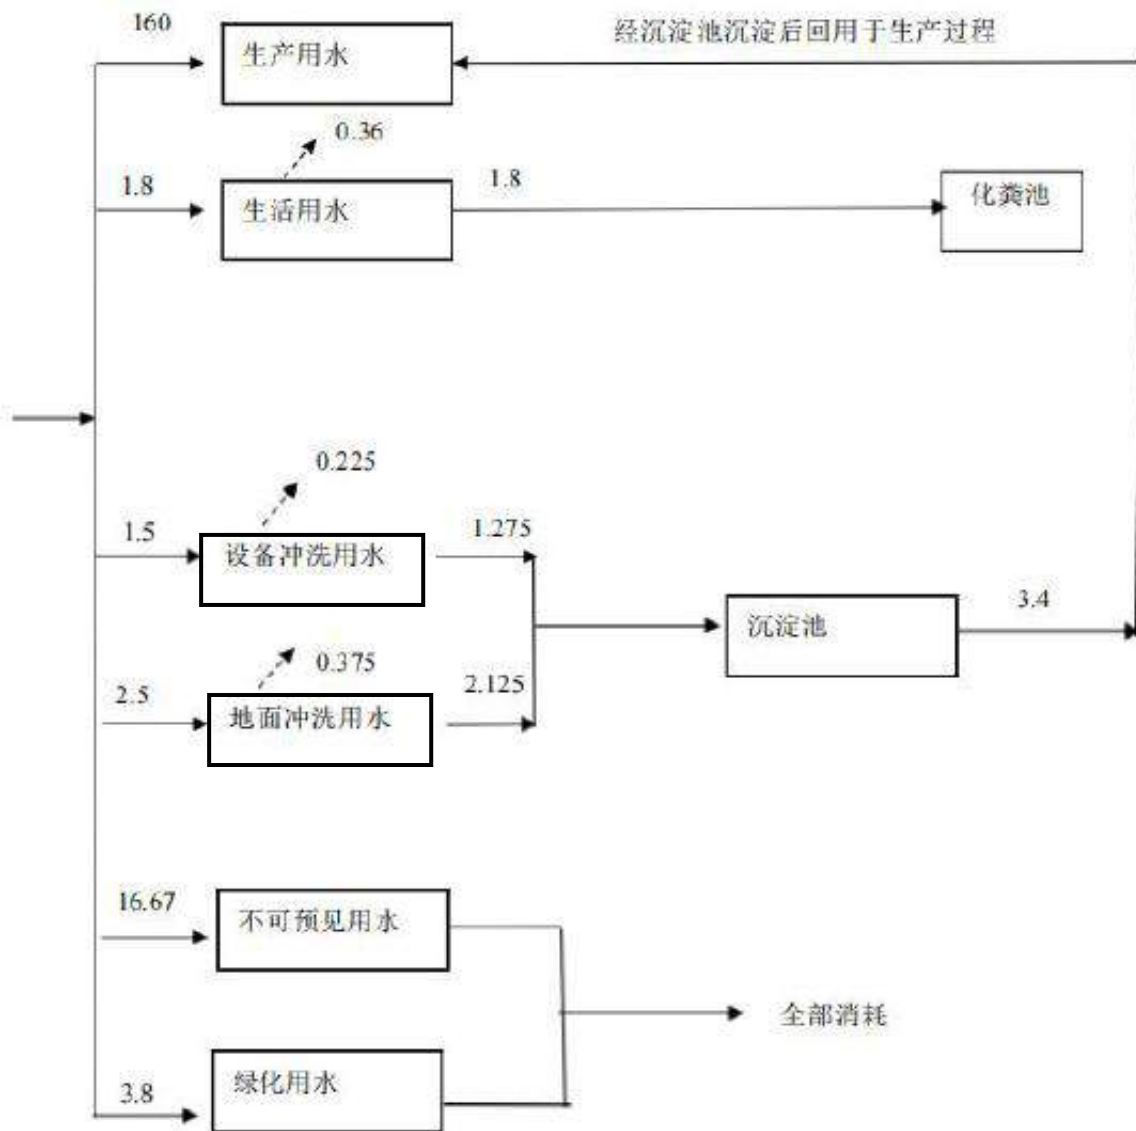 160
经沉淀池沉淀后回用于生产过程
生产用水
0.36
1.8
生活用水
1.8
化粪池
0.225
1.5
设备冲洗用水
1.275
沉淀池
3.4
0.375
2.5
地面冲洗用水
2.125
16.67
不可预见用水
全部消耗
3.8
绿化用水